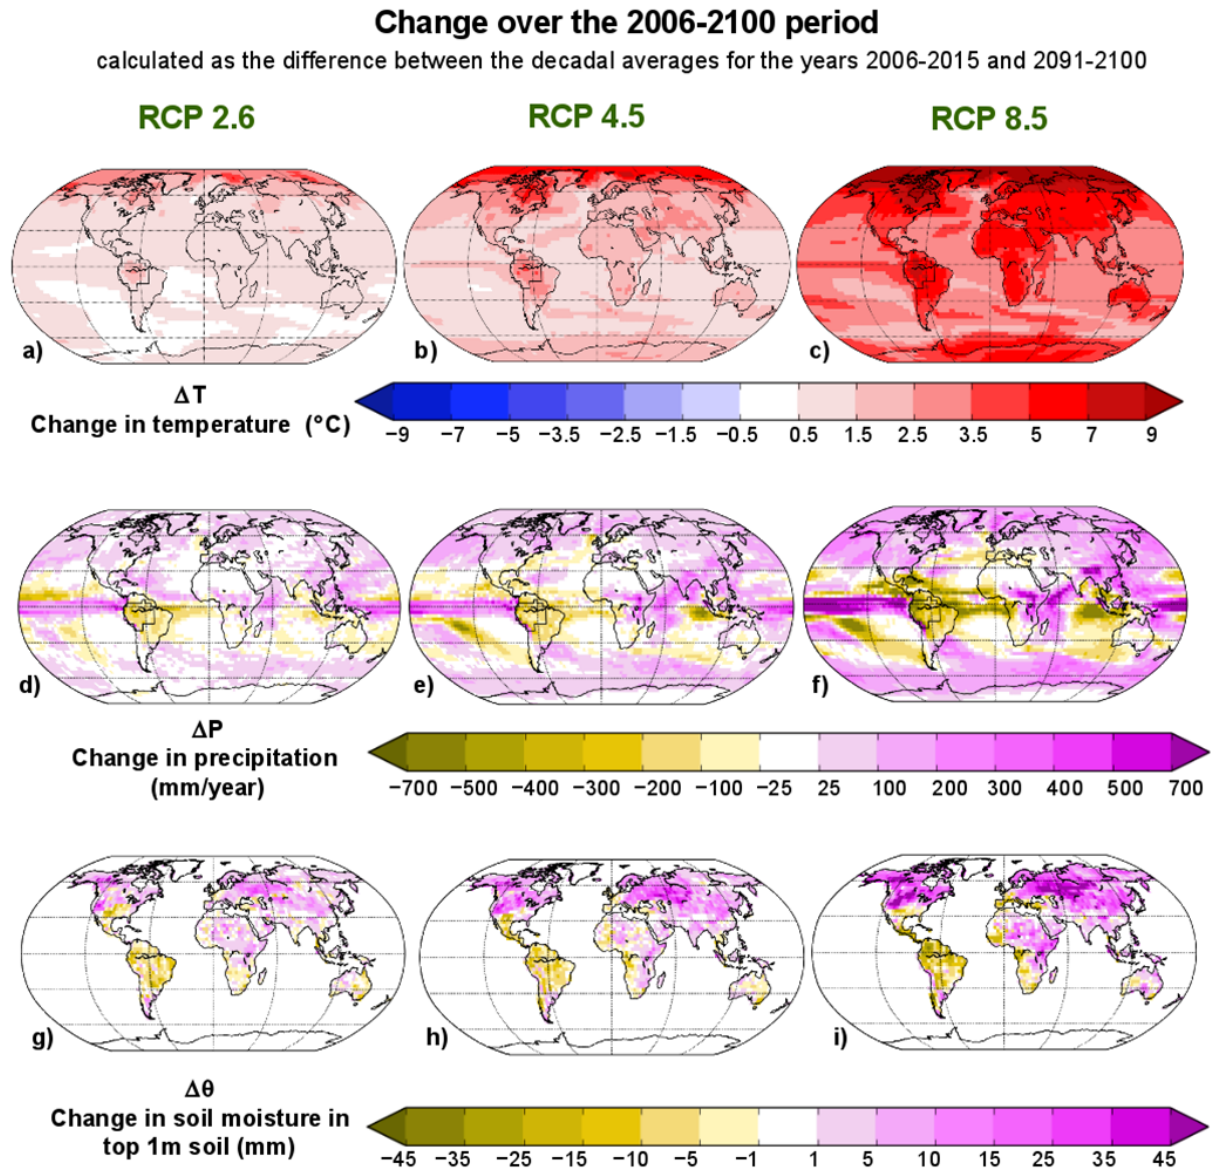 Change over the 2006-2100 period
calculated as the difference between the decadal averages for the years 2006-2015 and 2091-2100
RCP 2.6 RCP 4.5 RCP 8.5
a) b) c)
ΔT
Change in temperature (°C)
−9 −7 −5 −3.5 −2.5 −1.5 −0.5 0.5 1.5 2.5 3.5 5 7 9
d) e) f)
ΔP
Change in precipitation
(mm/year)
−700 −500 −400 −300 −200 −100 −25 25 100 200 300 400 500 700
g) h) i)
Δθ
Change in soil moisture in
top 1m soil (mm)
−45 −35 −25 −15 −10 −5 −1 1 5 10 15 25 35 45